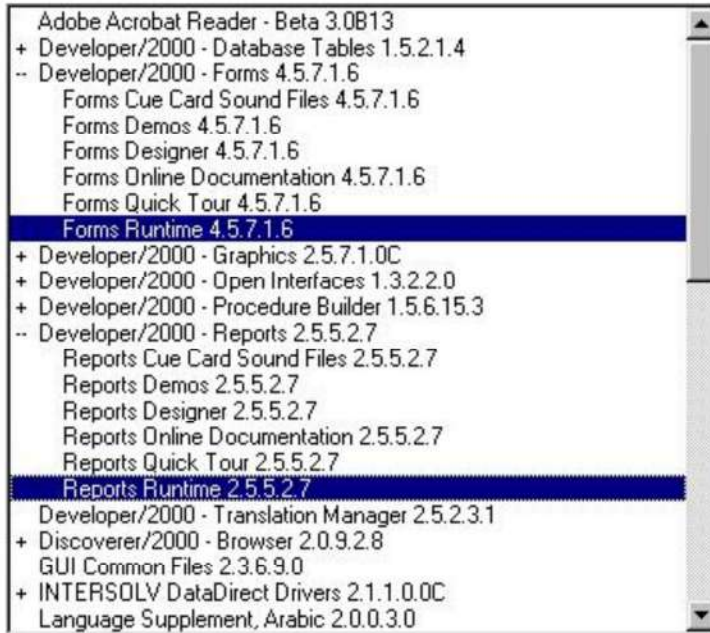 Adobe Acrobat Reader - Beta 3.0B13
+ Developer/2000 - Database Tables 1.5.2.1.4
-- Developer/2000 - Forms 4.5.7.1.6
Forms Cue Card Sound Files 4.5.7.1.6
Forms Demos 4.5.7.1.6
Forms Designer 4.5.7.1.6
Forms Online Documentation 4.5.7.1.6
Forms Quick Tour 4.5.7.1.6
Forms Runtime 4.5.7.1.6
+ Developer/2000 - Graphics 2.5.7.1.0C
+ Developer/2000 - Open Interfaces 1.3.2.2.0
+ Developer/2000 - Procedure Builder 1.5.6.15.3
-- Developer/2000 - Reports 2.5.5.2.7
Reports Cue Card Sound Files 2.5.5.2.7
Reports Demos 2.5.5.2.7
Reports Designer 2.5.5.2.7
Reports Online Documentation 2.5.5.2.7
Reports Quick Tour 2.5.5.2.7
Reports Runtime 2.5.5.2.7
Developer/2000 - Translation Manager 2.5.2.3.1
+ Discoverer/2000 - Browser 2.0.9.2.8
GUI Common Files 2.3.6.9.0
+ INTERSOLV DataDirect Drivers 2.1.1.0.0C
Language Supplement, Arabic 2.0.0.3.0